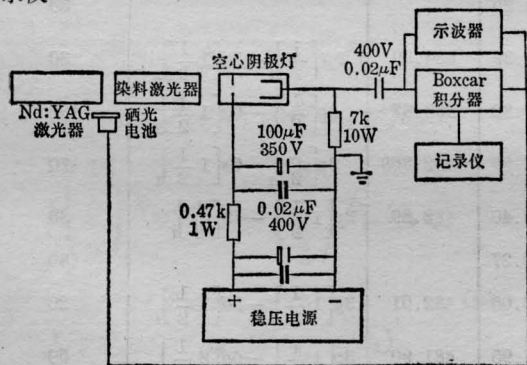 示波器
400V
0.02μF
空心阴极灯
染料激光器
Boxcar
积分器
Nd:YAG
激光器
硒光
电池
7k
10W
100μF
350V
记录仪
0.47k
1W
0.02μF
400V
+
−
稳压电源